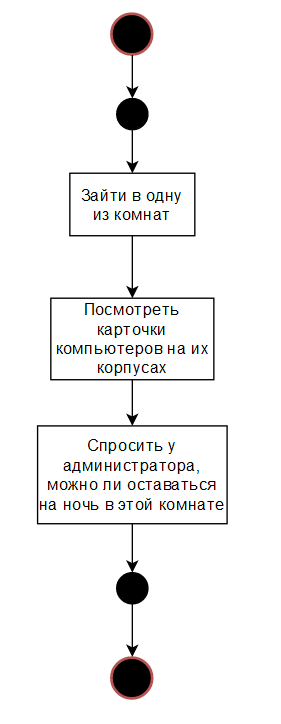 Зайти в одну
из комнат
Посмотреть
карточки
компьютеров на их
корпусах
Спросить у
администратора,
можно ли оставаться
на ночь в этой комнате